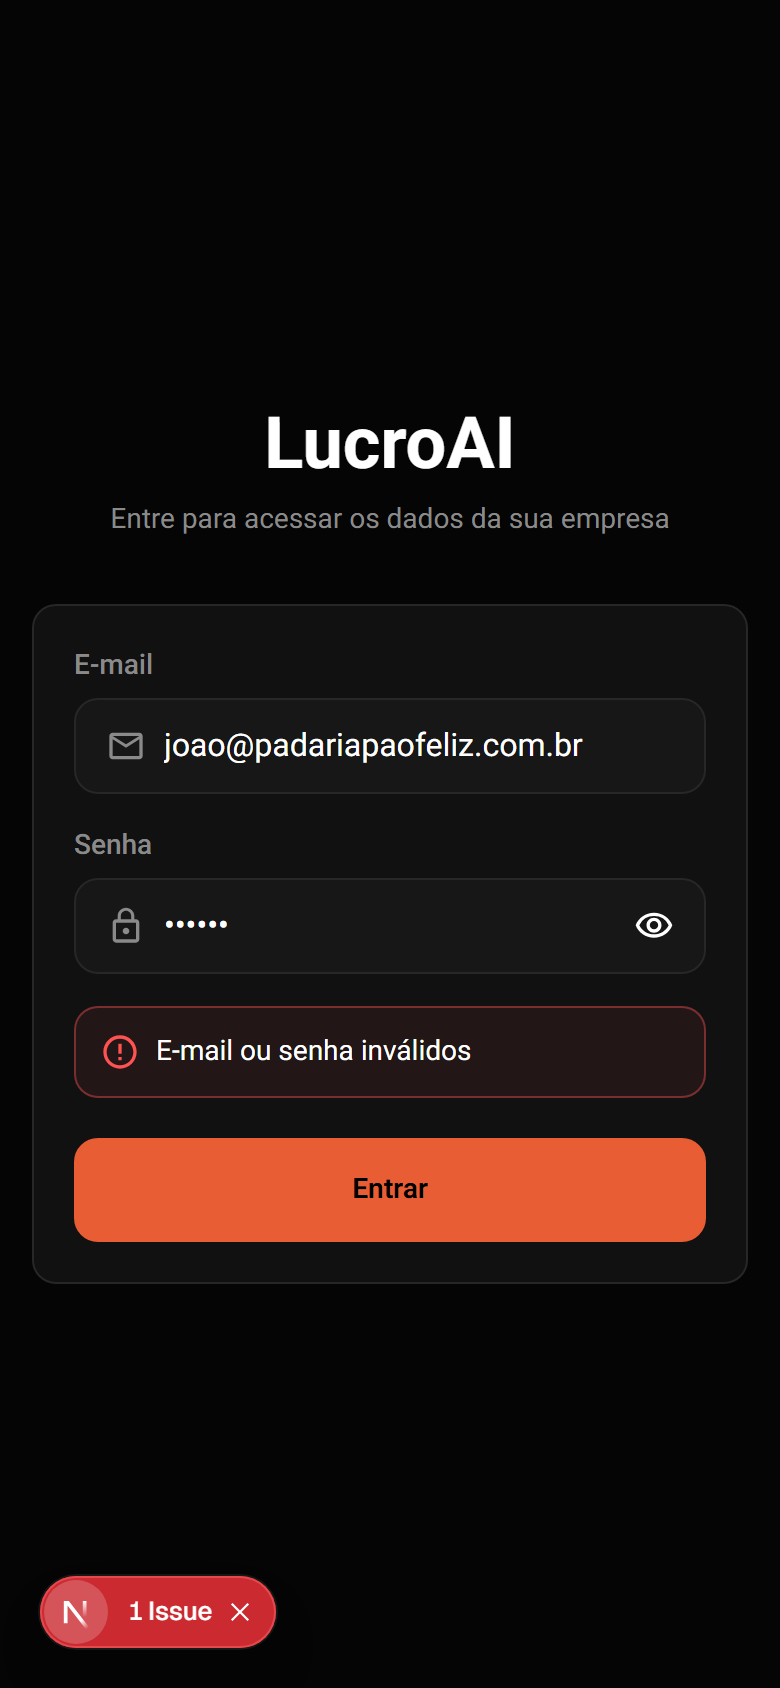 LucroAI
Entre para acessar os dados da sua empresa
E-mail
joao@padariapaofeliz.com.br
Senha
••••••
E-mail ou senha inválidos
Entrar
N 1 Issue